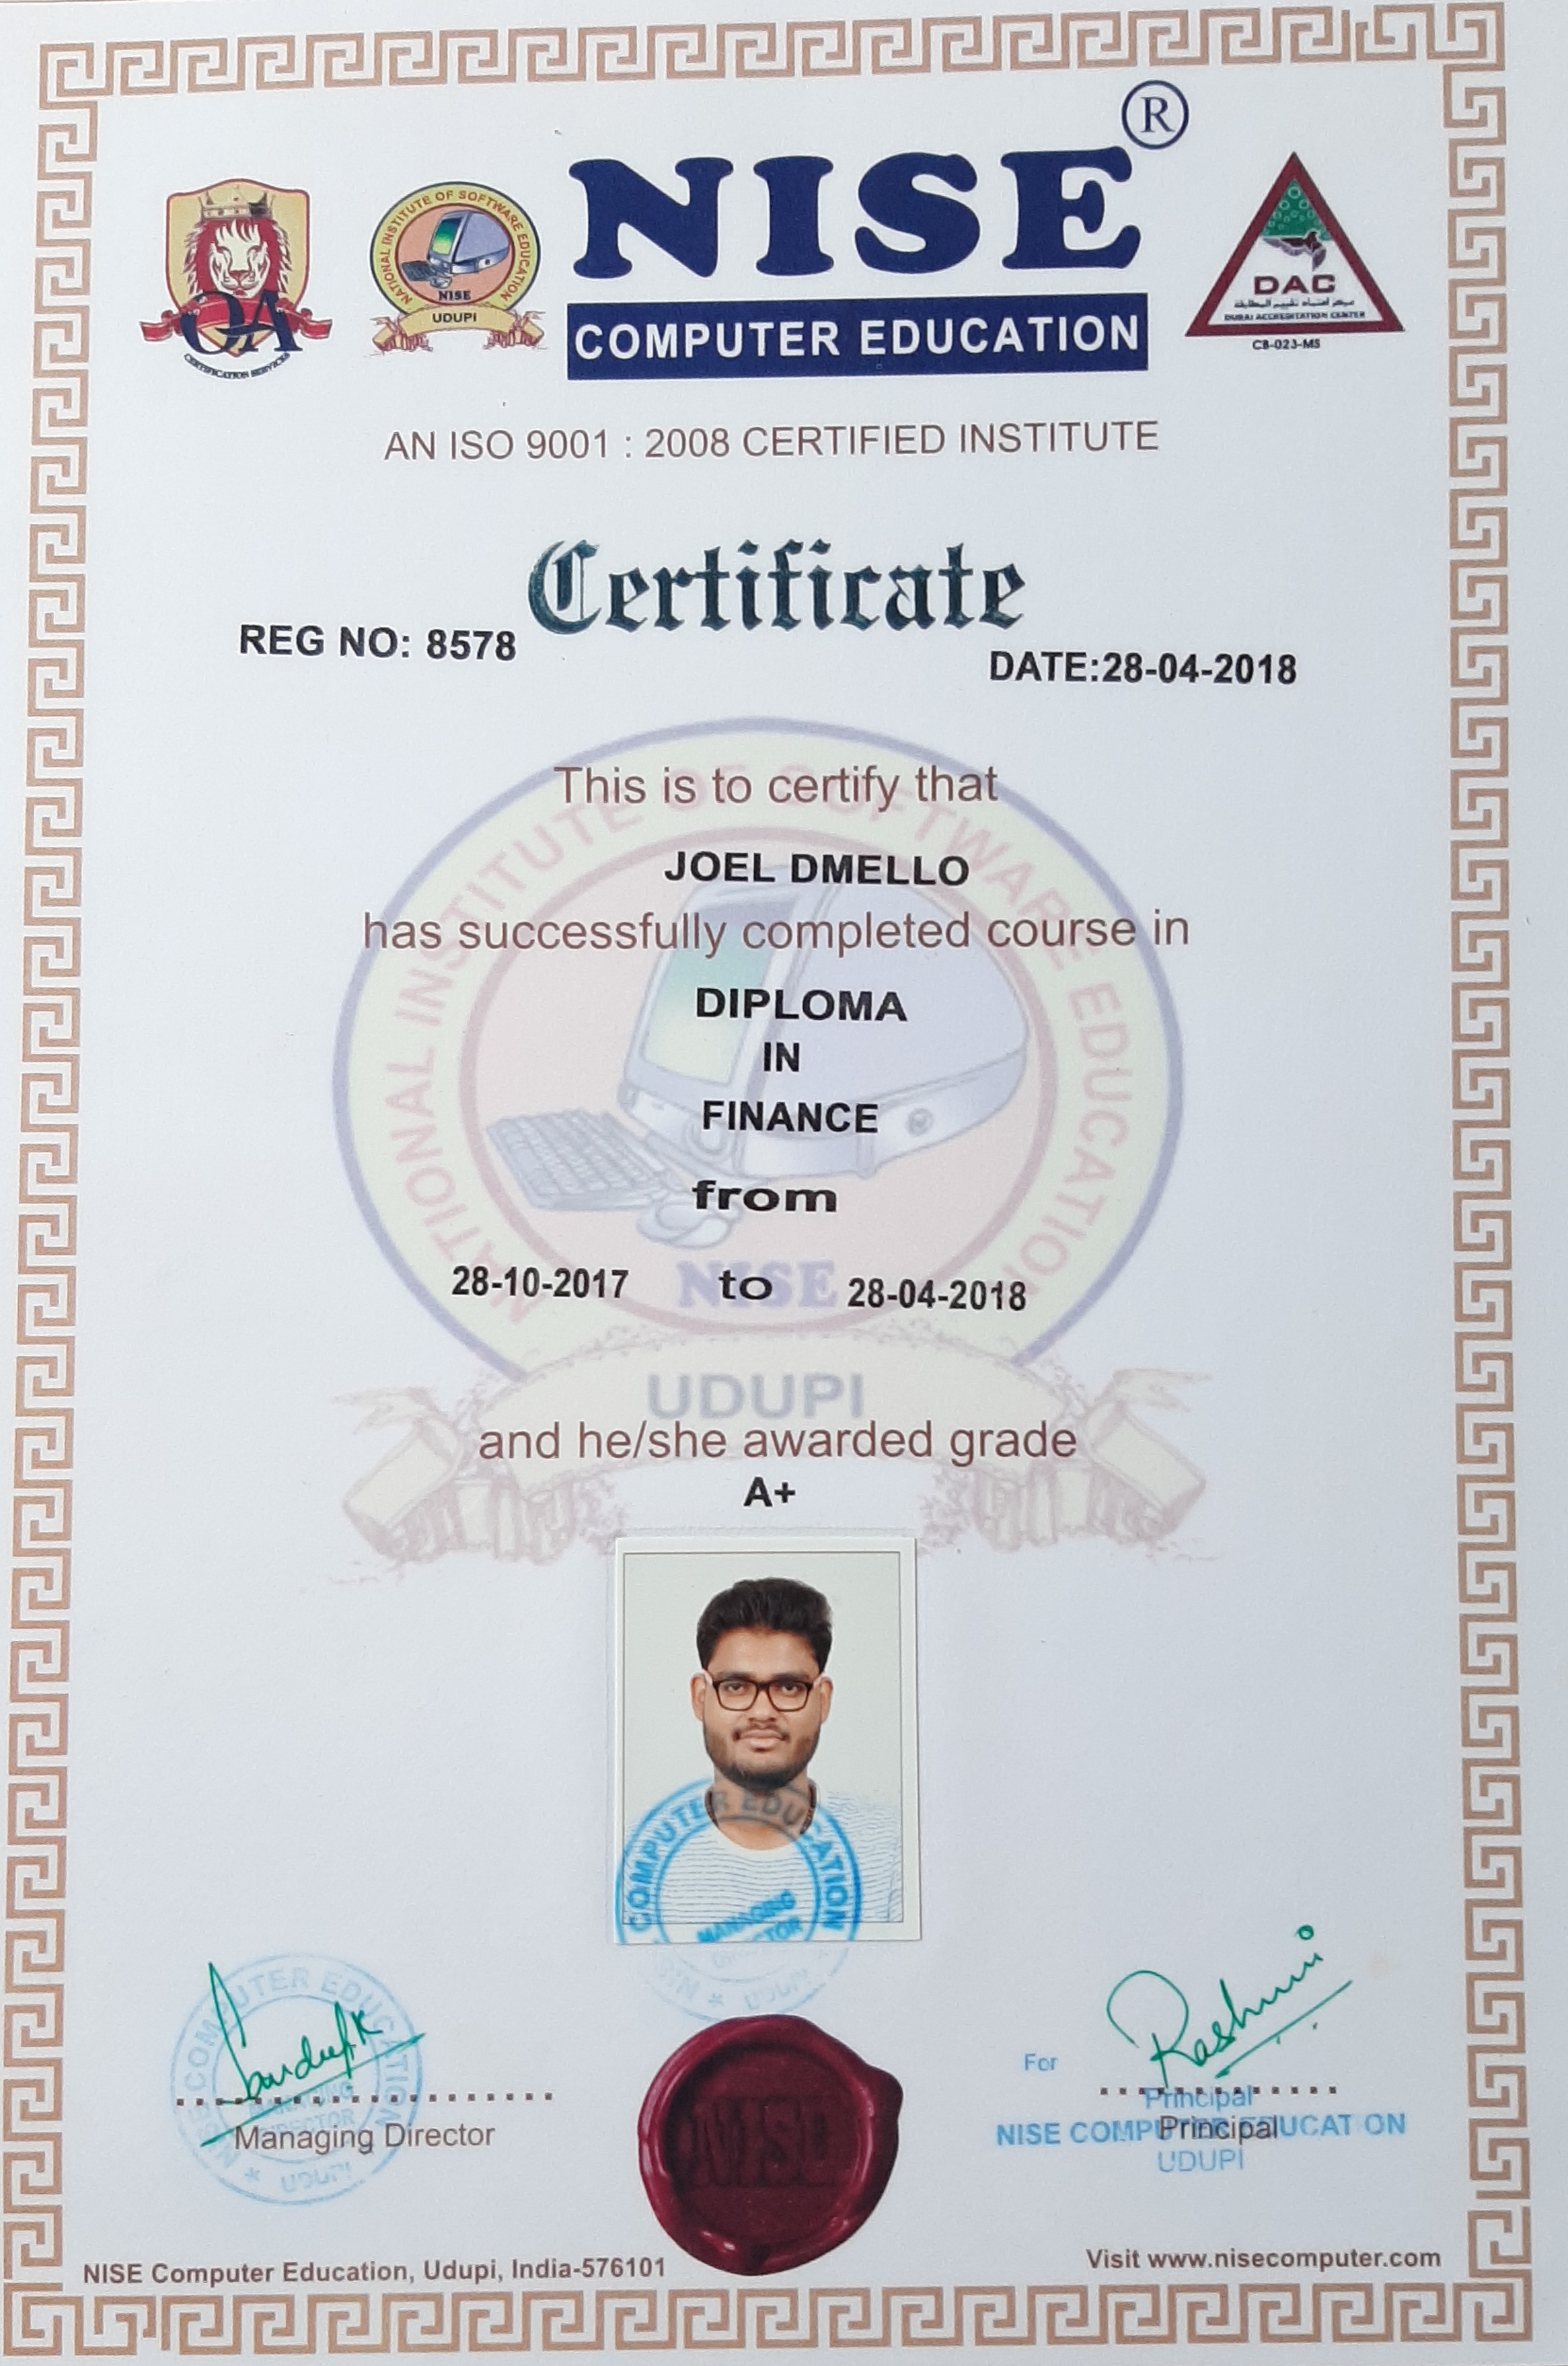 NISE ®
COMPUTER EDUCATION
QA
CERTIFICATION SERVICES
NATIONAL INSTITUTE OF SOFTWARE EDUCATION
NISE
UDUPI
DAC
DUBAI ACCREDITATION CENTER
CB-023-MS
AN ISO 9001 : 2008 CERTIFIED INSTITUTE
Certificate
REG NO: 8578
DATE:28-04-2018
This is to certify that
JOEL DMELLO
has successfully completed course in
DIPLOMA
IN
FINANCE
from
28-10-2017 to 28-04-2018
NATIONAL INSTITUTE OF SOFTWARE EDUCATION
NISE
UDUPI
and he/she awarded grade
A+
COMPUTER EDUCATION
MANAGING
DIRECTOR
NISE * UDUPI
Sandeep K
NISE COMPUTER EDUCATION
MANAGING
DIRECTOR
* UDUPI
Managing Director
NISE
Rashmi
For
Principal
Principal
NISE COMPUTER EDUCAT ON
UDUPI
NISE Computer Education, Udupi, India-576101
Visit www.nisecomputer.com